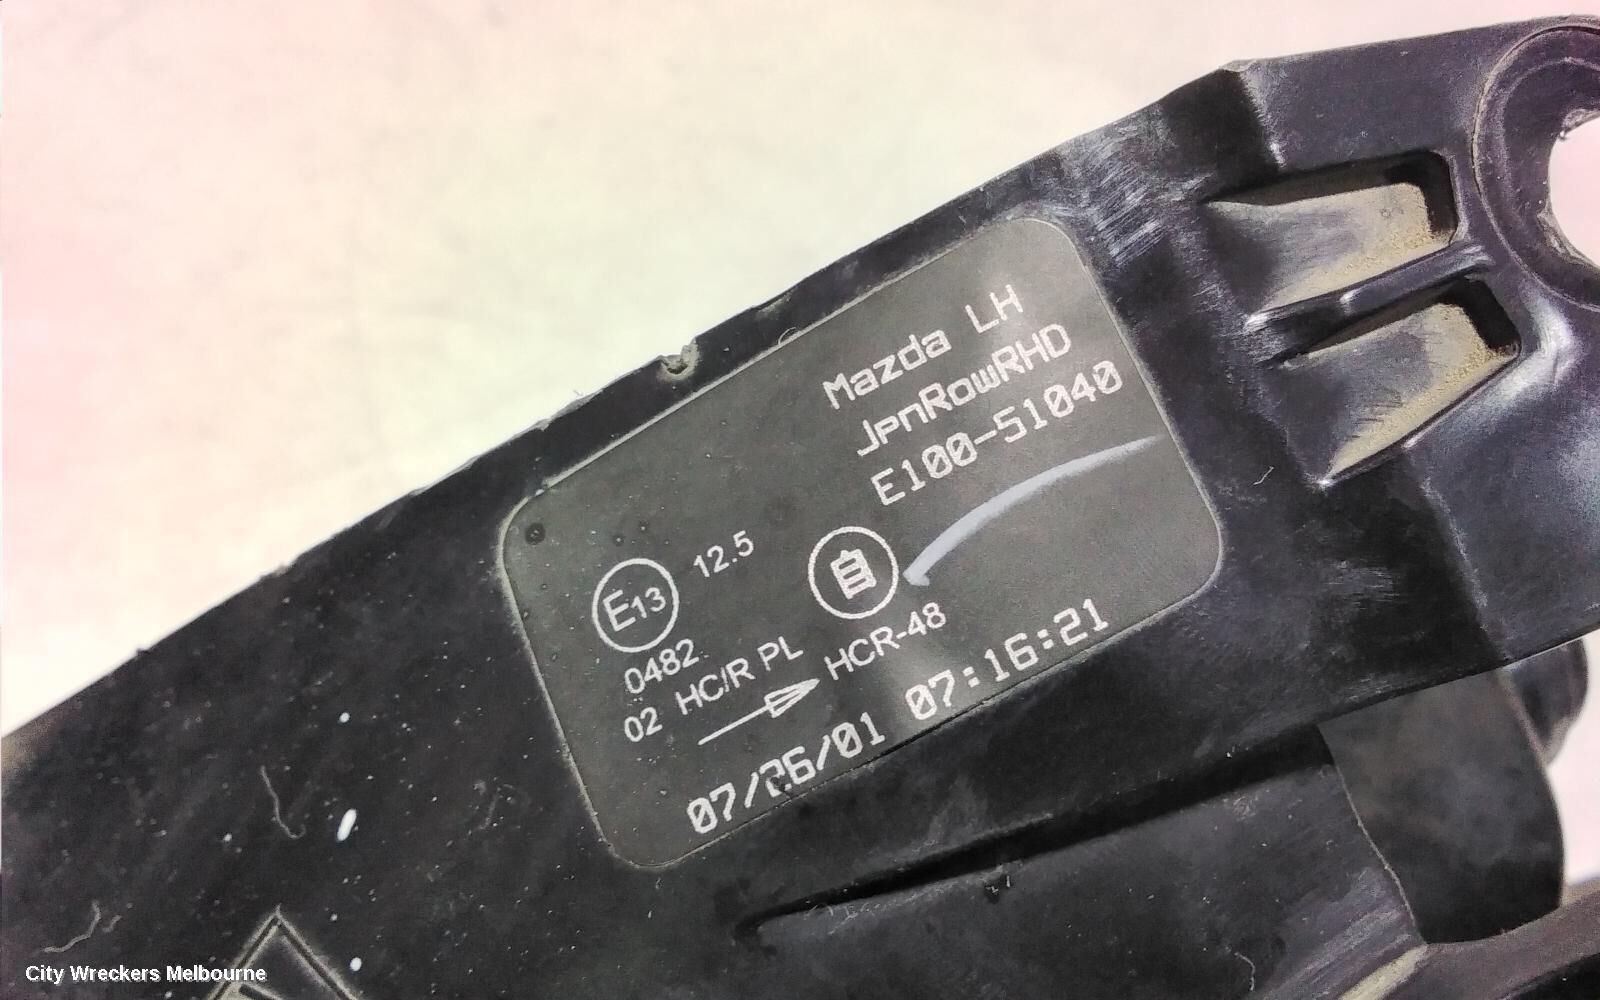 Mazda LH
JpnRowRHD
E100-51040
E13 12.5
0482
02 HC/R PL
HCR-48
07/26/01 07:16:21
City Wreckers Melbourne